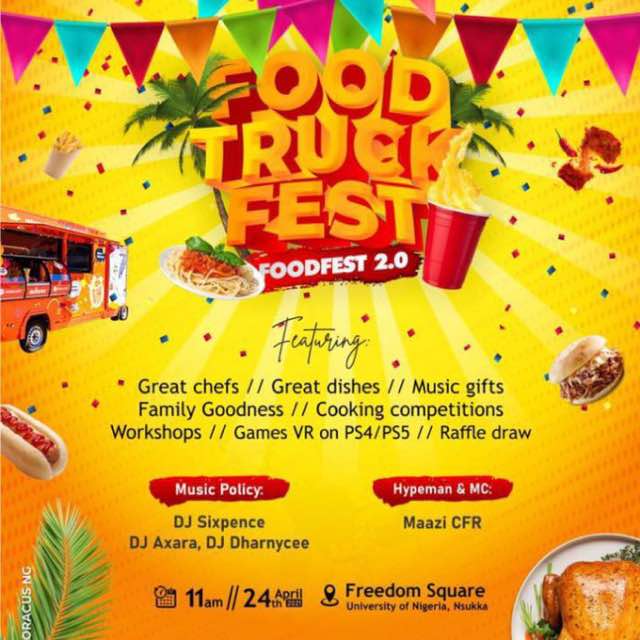 FOOD
TRUCK
FEST
FOODFEST 2.0
Featuring:
Great chefs // Great dishes // Music gifts
Family Goodness // Cooking competitions
Workshops // Games VR on PS4/PS5 // Raffle draw
Music Policy:
DJ Sixpence
DJ Axara, DJ Dharnycee
Hypeman & MC:
Maazi CFR
11am // 24th April 2021
Freedom Square
University of Nigeria, Nsukka
ORACUS NG